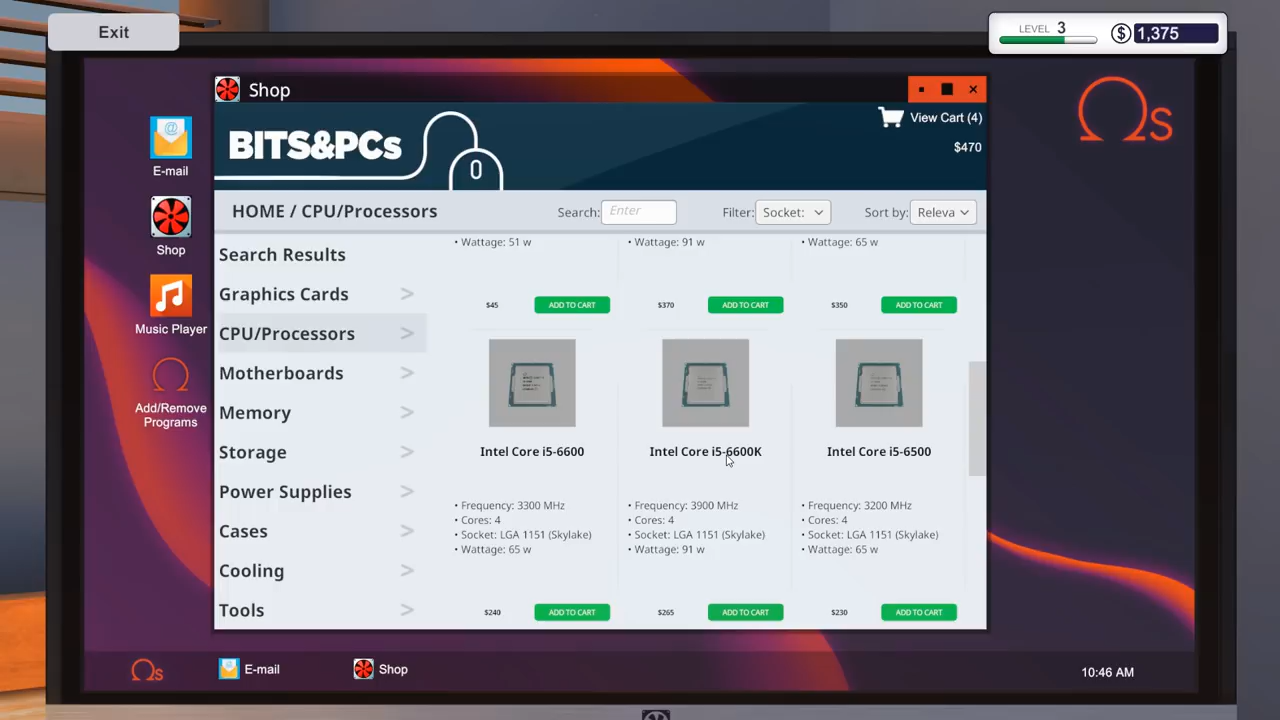 Exit
LEVEL 3
$ 1,375
Shop
BITS&PCs
View Cart (4)
$470
ΩS
E-mail
Shop
Music Player
Add/Remove
Programs
HOME / CPU/Processors
Search: Enter
Filter: Socket:
Sort by: Releva
Search Results
Graphics Cards >
CPU/Processors >
Motherboards >
Memory >
Storage >
Power Supplies >
Cases >
Cooling >
Tools >
• Wattage: 51 w
• Wattage: 91 w
• Wattage: 65 w
$45 ADD TO CART
$370 ADD TO CART
$350 ADD TO CART
Intel Core i5-6600
• Frequency: 3300 MHz
• Cores: 4
• Socket: LGA 1151 (Skylake)
• Wattage: 65 w
$240 ADD TO CART
Intel Core i5-6600K
• Frequency: 3900 MHz
• Cores: 4
• Socket: LGA 1151 (Skylake)
• Wattage: 91 w
$265 ADD TO CART
Intel Core i5-6500
• Frequency: 3200 MHz
• Cores: 4
• Socket: LGA 1151 (Skylake)
• Wattage: 65 w
$230 ADD TO CART
Ωs
E-mail
Shop
10:46 AM